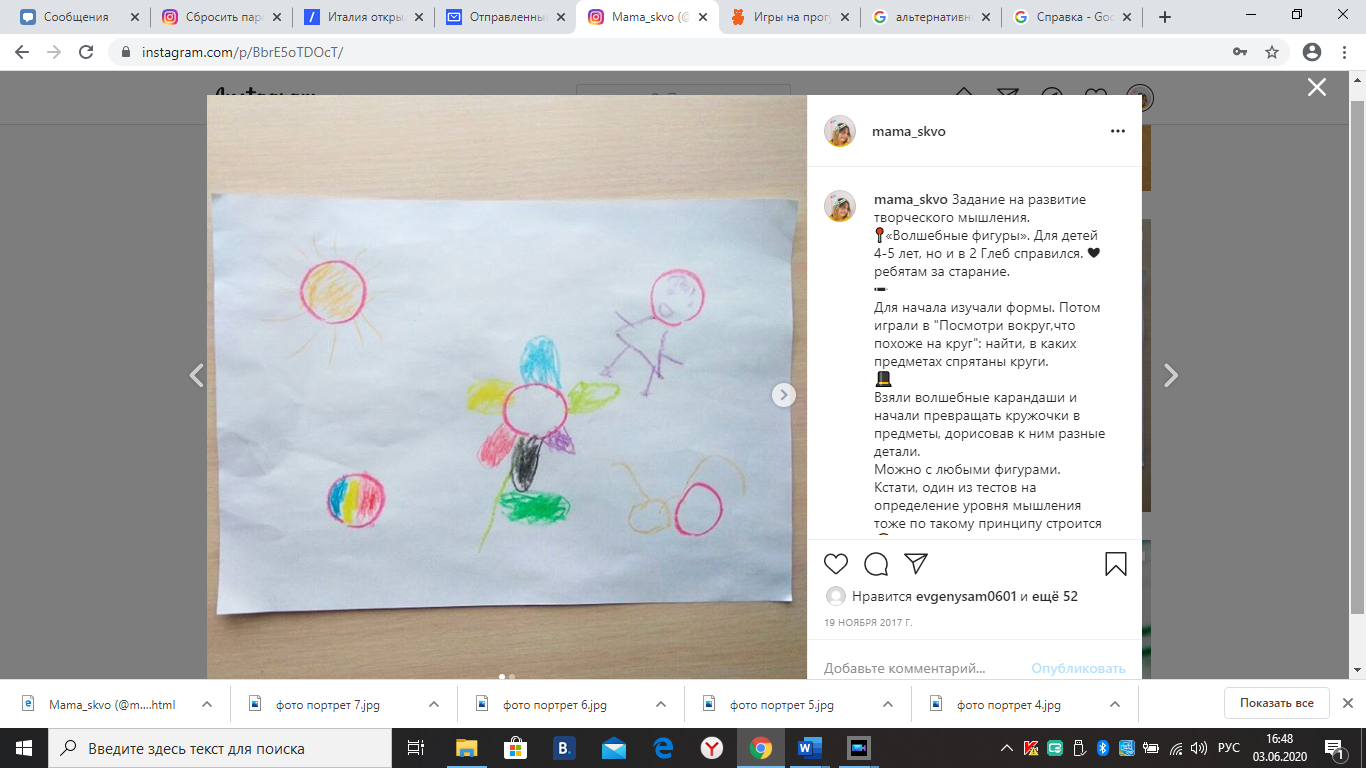 Сообщения
Сбросить пар
Италия откры
Отправленны
Mama_skvo (@
Игры на прог
альтернативн
Справка - Goo
instagram.com/p/BbrE5oTDOcT/
mama_skvo
mama_skvo Задание на развитие
творческого мышления.
«Волшебные фигуры». Для детей
4-5 лет, но и в 2 Глеб справился.
ребятам за старание.
Для начала изучали формы. Потом
играли в "Посмотри вокруг,что
похоже на круг": найти, в каких
предметах спрятаны круги.
Взяли волшебные карандаши и
начали превращать кружочки в
предметы, дорисовав к ним разные
детали.
Можно с любыми фигурами.
Кстати, один из тестов на
определение уровня мышления
тоже по такому принципу строится
Нравится evgenysam0601 и ещё 52
19 НОЯБРЯ 2017 Г.
Добавьте комментарий... Опубликовать
Mama_skvo (@m....html
фото портрет 7.jpg
фото портрет 6.jpg
фото портрет 5.jpg
фото портрет 4.jpg
Показать все
Введите здесь текст для поиска
РУС
16:48
03.06.2020